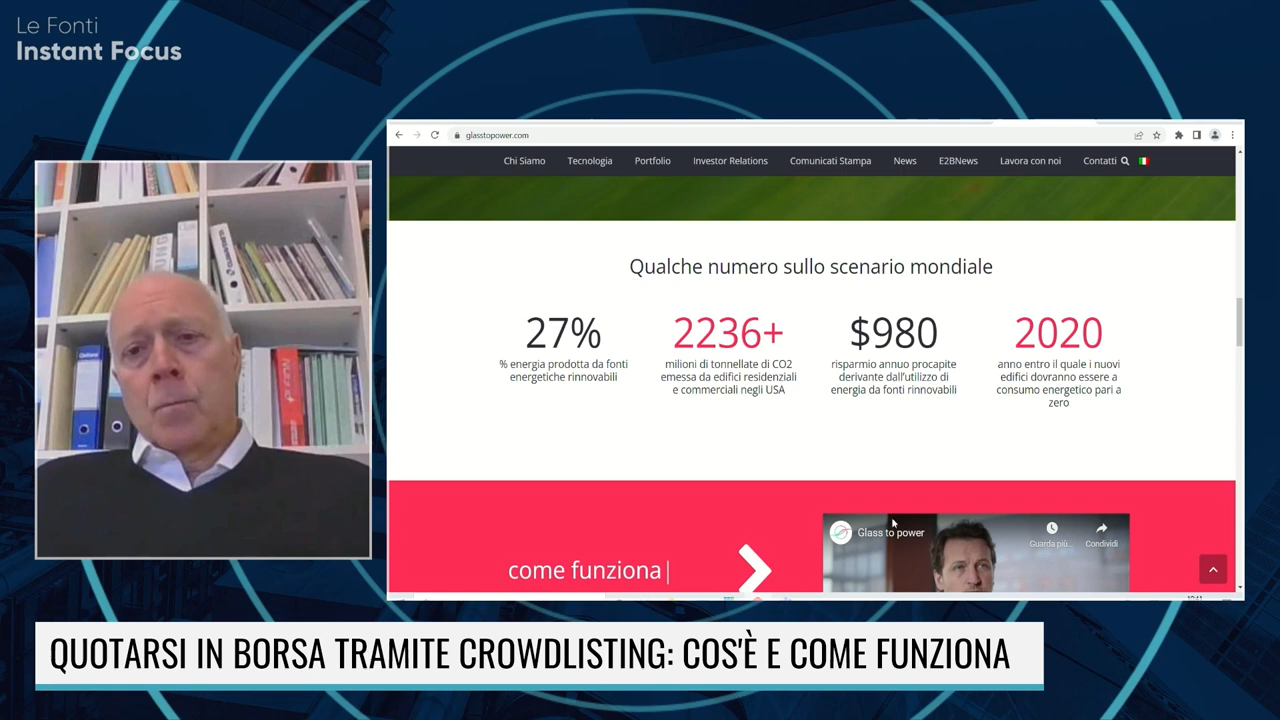 Le Fonti
Instant Focus
glasstopower.com
Chi Siamo
Tecnologia
Portfolio
Investor Relations
Comunicati Stampa
News
E2BNews
Lavora con noi
Contatti
Qualche numero sullo scenario mondiale
27%
% energia prodotta da fonti
energetiche rinnovabili
2236+
milioni di tonnellate di CO2
emessa da edifici residenziali
e commerciali negli USA
$980
risparmio annuo procapite
derivante dall'utilizzo di
energia da fonti rinnovabili
2020
anno entro il quale i nuovi
edifici dovranno essere a
consumo energetico pari a
zero
come funziona|
Glass to power
Guarda più...
Condividi
QUOTARSI IN BORSA TRAMITE CROWDLISTING: COS'È E COME FUNZIONA